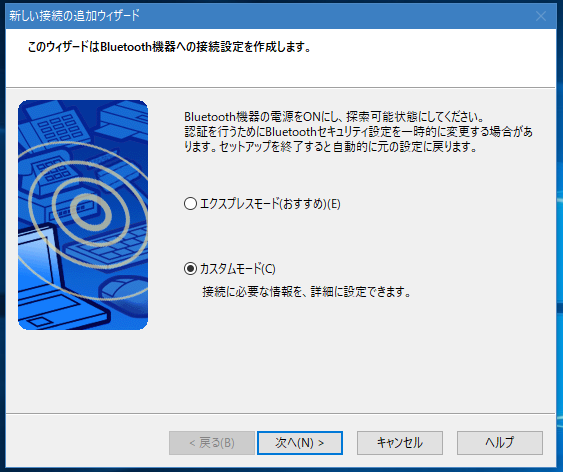 新しい接続の追加ウィザード
このウィザードはBluetooth機器への接続設定を作成します。
Bluetooth機器の電源をONにし、探索可能状態にしてください。
認証を行うためにBluetoothセキュリティ設定を一時的に変更する場合があ
ります。セットアップを終了すると自動的に元の設定に戻ります。
エクスプレスモード(おすすめ)(E)
カスタムモード(C)
接続に必要な情報を、詳細に設定できます。
< 戻る(B)
次へ(N) >
キャンセル
ヘルプ